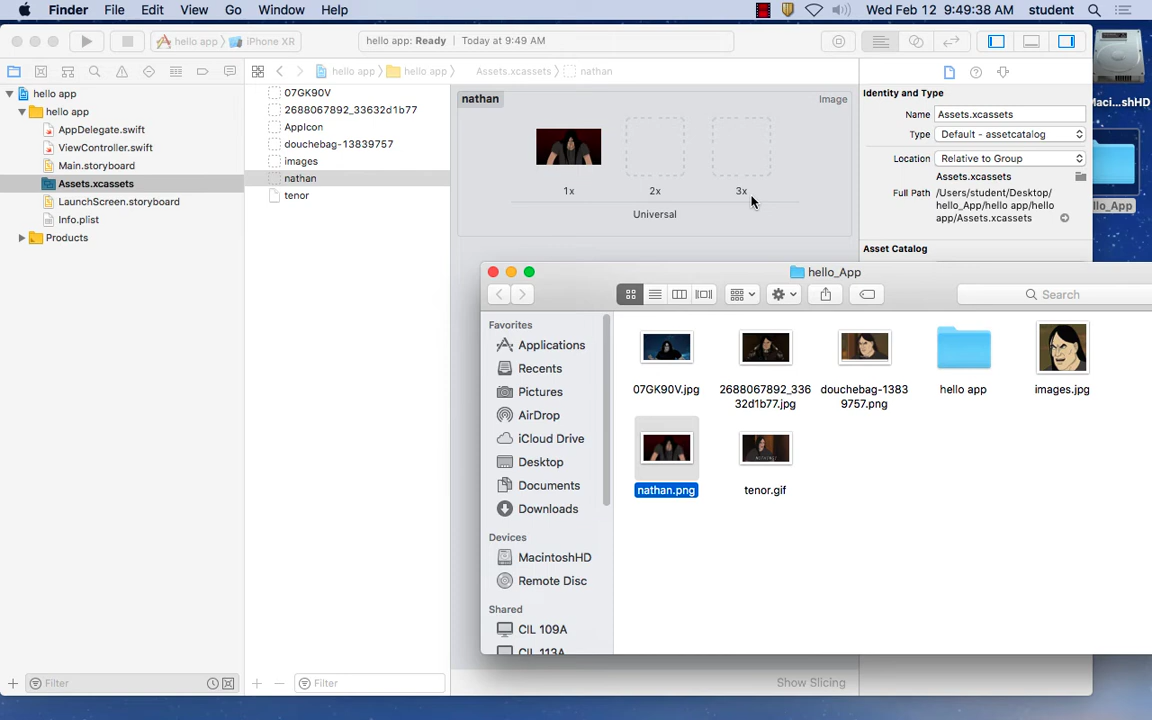 Finder File Edit View Go Window Help
Wed Feb 12 9:49:38 AM student
hello app iPhone XR
hello app: Ready | Today at 9:49 AM
hello app
hello app
AppDelegate.swift
ViewController.swift
Main.storyboard
Assets.xcassets
LaunchScreen.storyboard
Info.plist
Products
Filter
hello app hello app Assets.xcassets nathan
07GK90V
2688067892_33632d1b77
AppIcon
douchebag-13839757
images
nathan
tenor
Filter
nathan Image
1x 2x 3x
Universal
Show Slicing
Identity and Type
Name Assets.xcassets
Type Default - assetcatalog
Location Relative to Group
Assets.xcassets
Full Path /Users/student/Desktop/
hello_App/hello app/hello
app/Assets.xcassets
Asset Catalog
hello_App
Search
Favorites
Applications
Recents
Pictures
AirDrop
iCloud Drive
Desktop
Documents
Downloads
Devices
MacintoshHD
Remote Disc
Shared
CIL 109A
CIL 113A
07GK90V.jpg
2688067892_336
32d1b77.jpg
douchebag-1383
9757.png
hello app
images.jpg
nathan.png
tenor.gif
Maci...shHD
llo_App